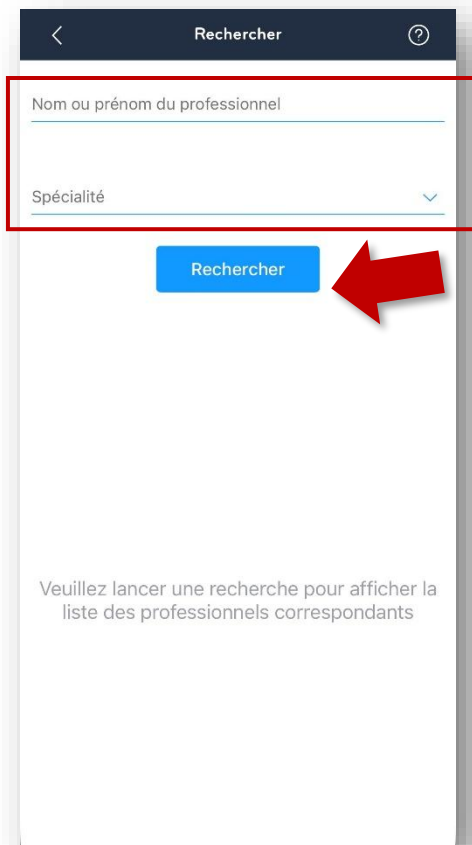 Rechercher
Nom ou prénom du professionnel
Spécialité
Rechercher
Veuillez lancer une recherche pour afficher la
liste des professionnels correspondants